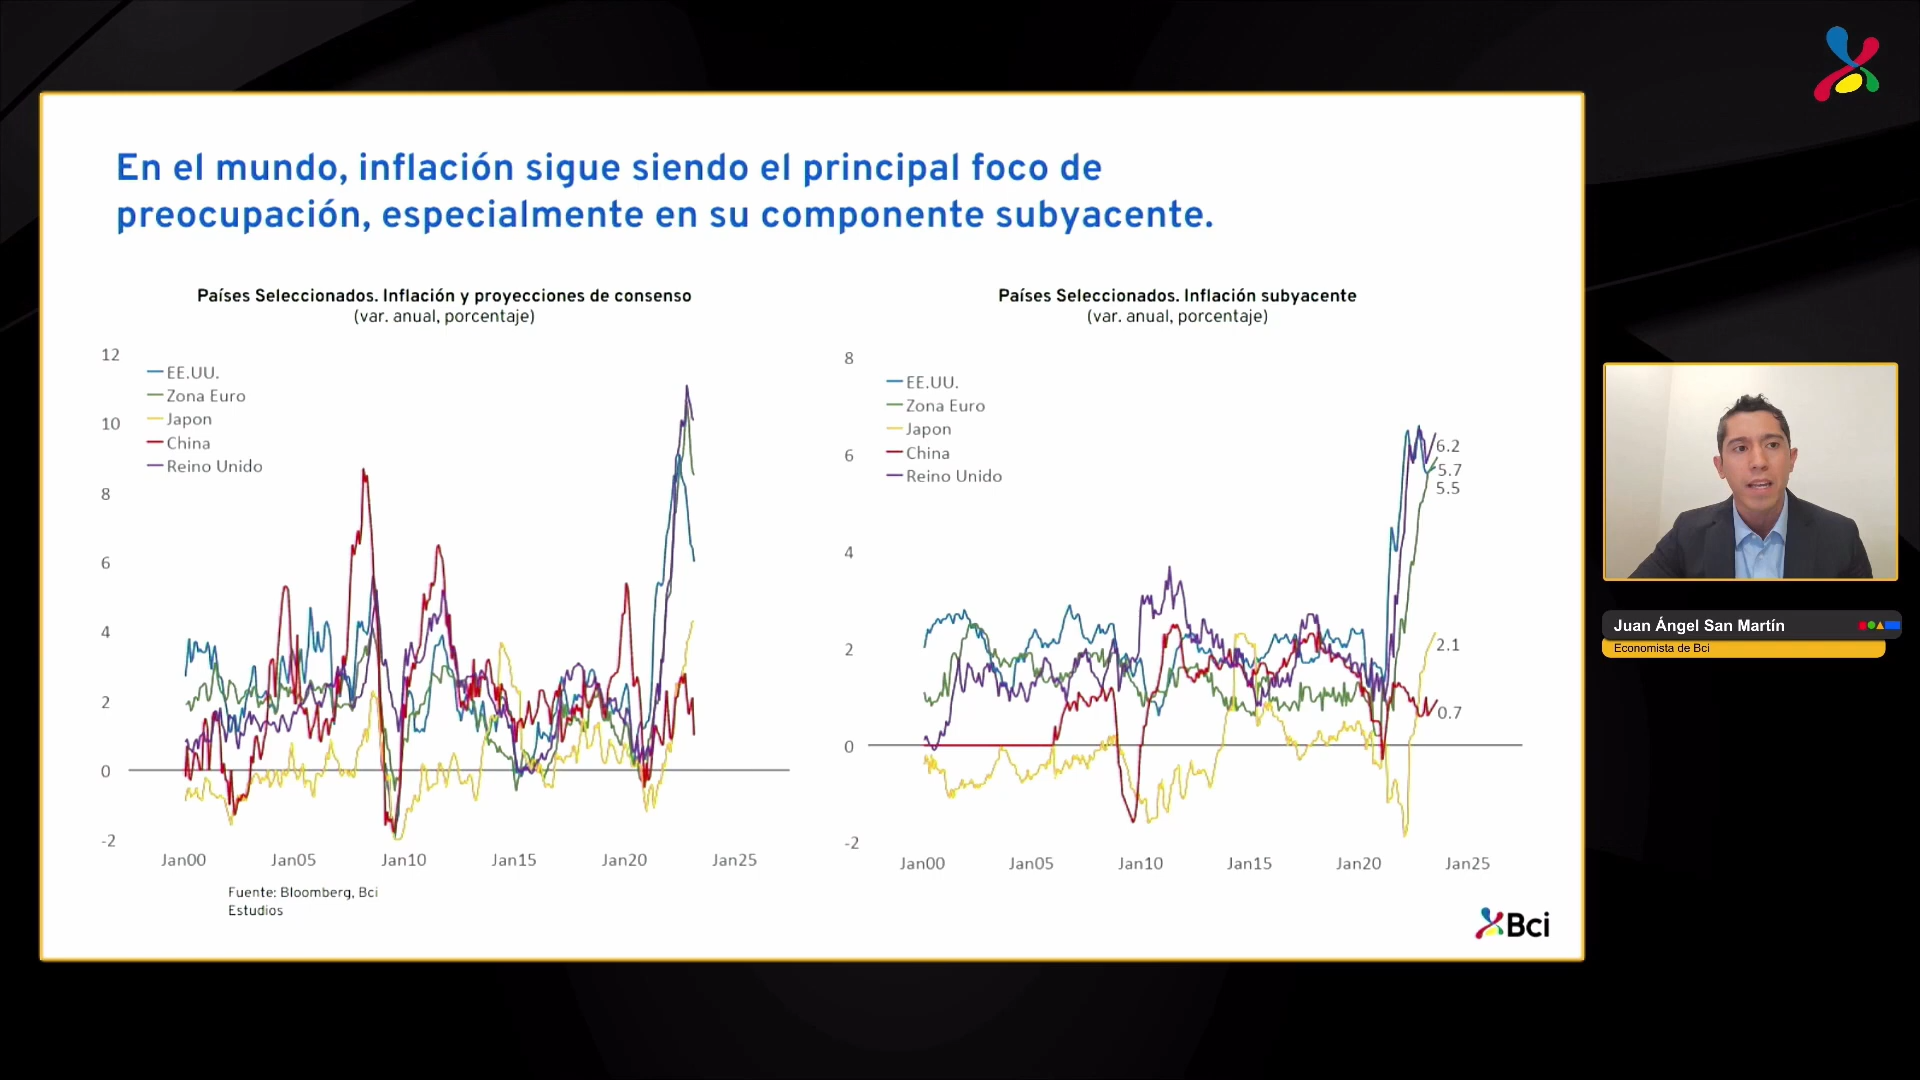 En el mundo, inflación sigue siendo el principal foco de
preocupación, especialmente en su componente subyacente.
Países Seleccionados. Inflación y proyecciones de consenso
(var. anual, porcentaje)
12
10
8
6
4
2
0
-2
EE.UU.
Zona Euro
Japon
China
Reino Unido
Jan00
Jan05
Jan10
Jan15
Jan20
Jan25
Fuente: Bloomberg, Bci
Estudios
Países Seleccionados. Inflación subyacente
(var. anual, porcentaje)
8
6
4
2
0
-2
EE.UU.
Zona Euro
Japon
China
Reino Unido
6.2
5.7
5.5
2.1
0.7
Jan00
Jan05
Jan10
Jan15
Jan20
Jan25
Bci
Juan Ángel San Martín
Economista de Bci